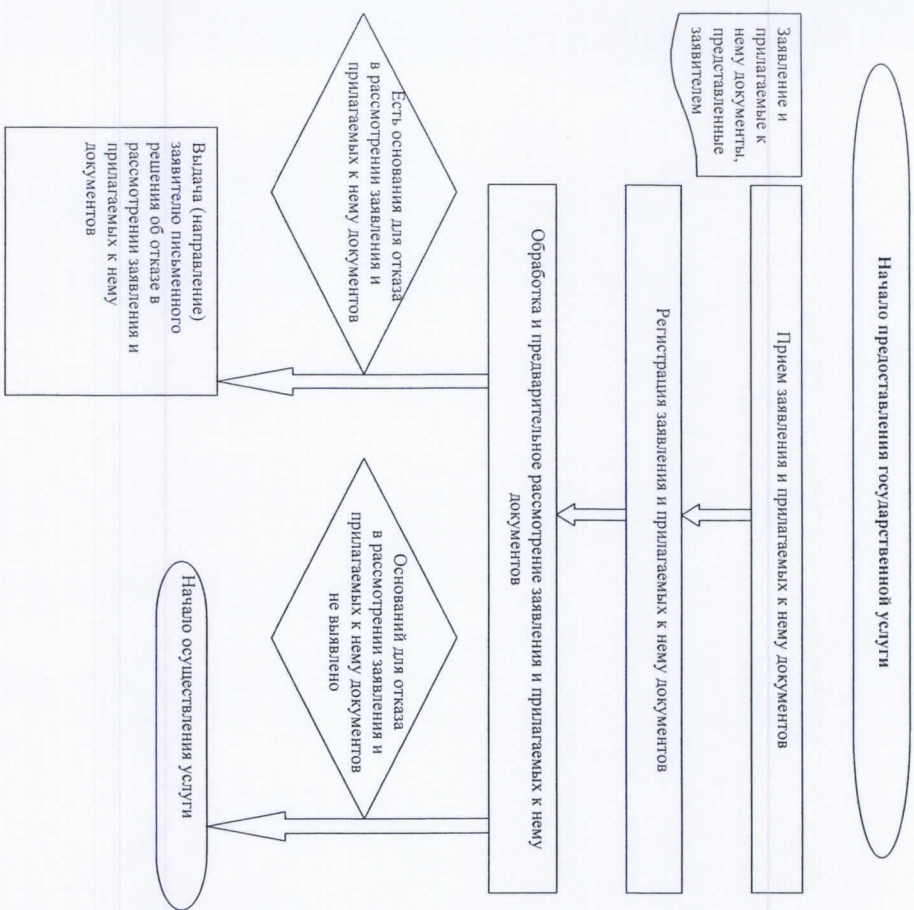 Начало предоставления государственной услуги
Заявление и
прилагаемые к
нему документы,
представленные
заявителем
Прием заявления и прилагаемых к нему документов
Регистрация заявления и прилагаемых к нему документов
Обработка и предварительное рассмотрение заявления и прилагаемых к нему
документов
Есть основания для отказа
в рассмотрении заявления и
прилагаемых к нему документов
Оснований для отказа
в рассмотрении заявления и
прилагаемых к нему документов
не выявлено
Выдача (направление)
заявителю письменного
решения об отказе в
рассмотрении заявления и
прилагаемых к нему
документов
Начало осуществления услуги